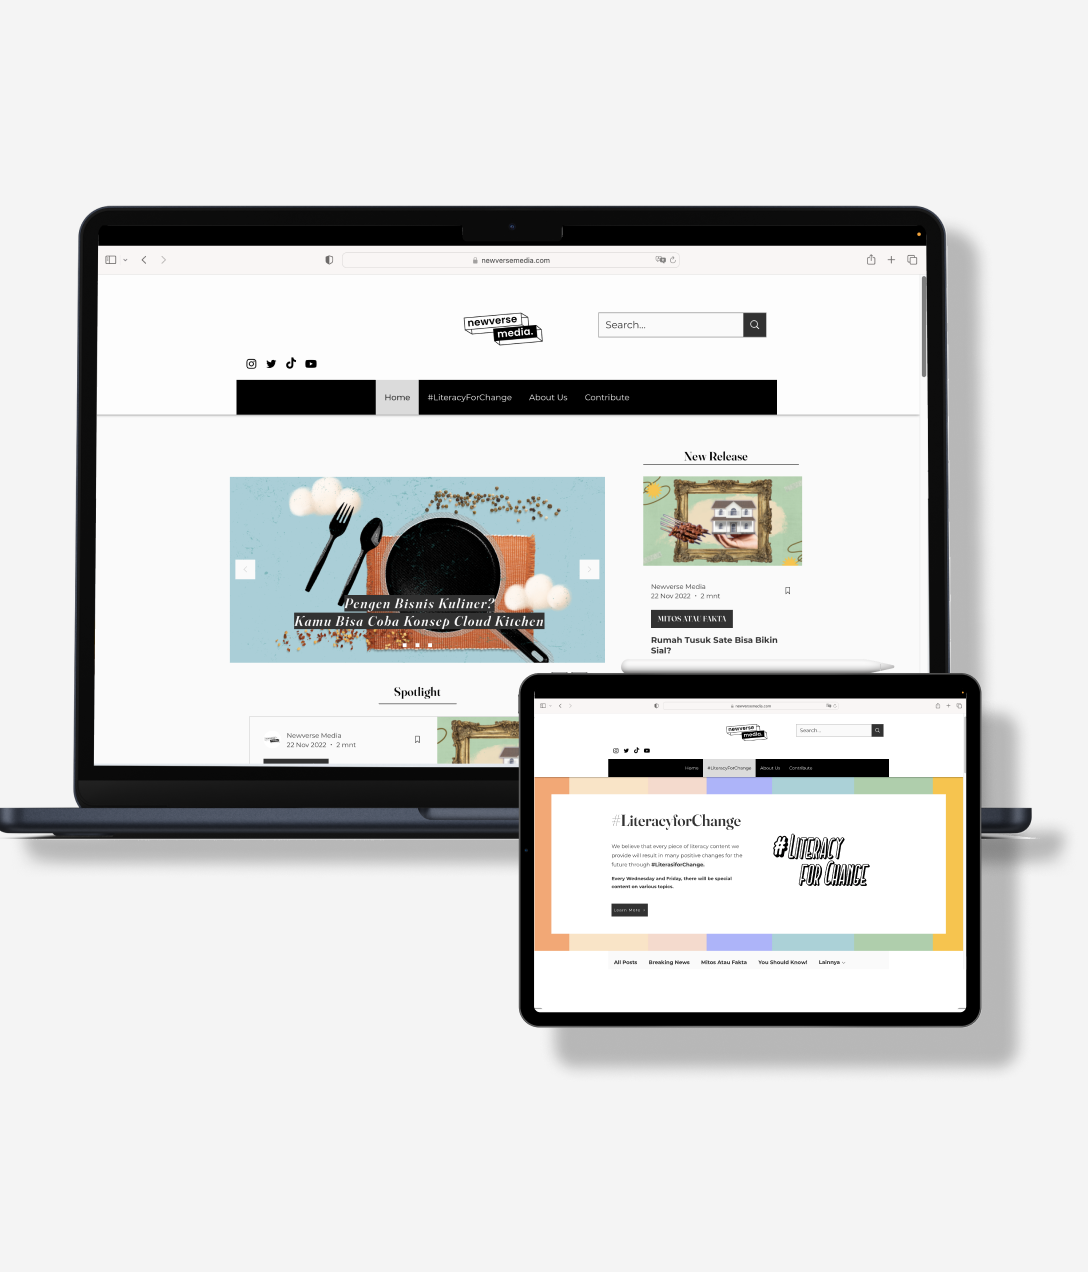 newversemedia.com
newverse
media.
Search...
Home #LiteracyForChange About Us Contribute
New Release
Pengen Bisnis Kuliner?
Kamu Bisa Coba Konsep Cloud Kitchen
Newverse Media
22 Nov 2022 · 2 mnt
MITOS ATAU FAKTA
Rumah Tusuk Sate Bisa Bikin
Sial?
Spotlight
Newverse Media
22 Nov 2022 · 2 mnt
newversemedia.com
newverse
media.
Search...
Home #LiteracyForChange About Us Contribute
#LiteracyforChange
We believe that every piece of literacy content we
provide will result in many positive changes for the
future through #LiterasiforChange.
Every Wednesday and Friday, there will be special
content on various topics.
Learn More
#LITERACY
FOR CHANGE
All Posts Breaking News Mitos Atau Fakta You Should Know! Lainnya